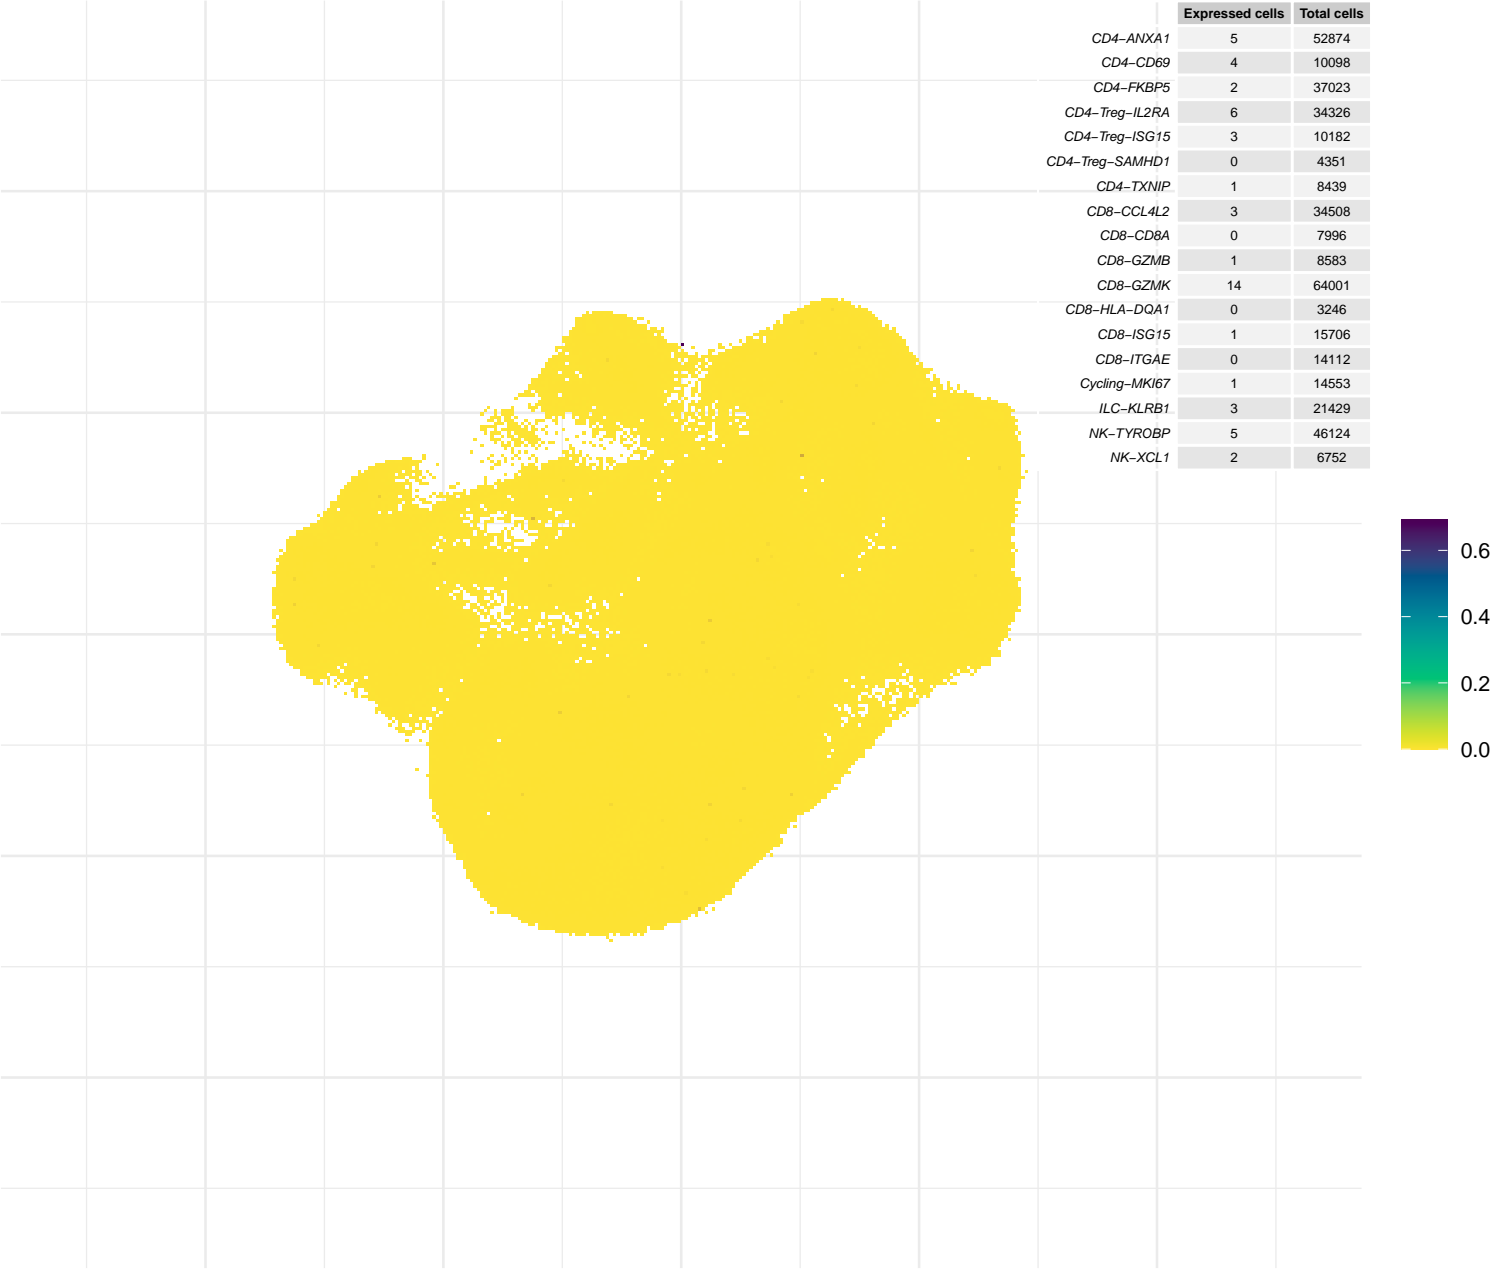 Expressed cells Total cells
CD4−ANXA1 5 52874
CD4−CD69 4 10098
CD4−FKBP5 2 37023
CD4−Treg−IL2RA 6 34326
CD4−Treg−ISG15 3 10182
CD4−Treg−SAMHD1 0 4351
CD4−TXNIP 1 8439
CD8−CCL4L2 3 34508
CD8−CD8A 0 7996
CD8−GZMB 1 8583
CD8−GZMK 14 64001
CD8−HLA−DQA1 0 3246
CD8−ISG15 1 15706
CD8−ITGAE 0 14112
Cycling−MKI67 1 14553
ILC−KLRB1 3 21429
NK−TYROBP 5 46124
NK−XCL1 2 6752
0.6
0.4
0.2
0.0